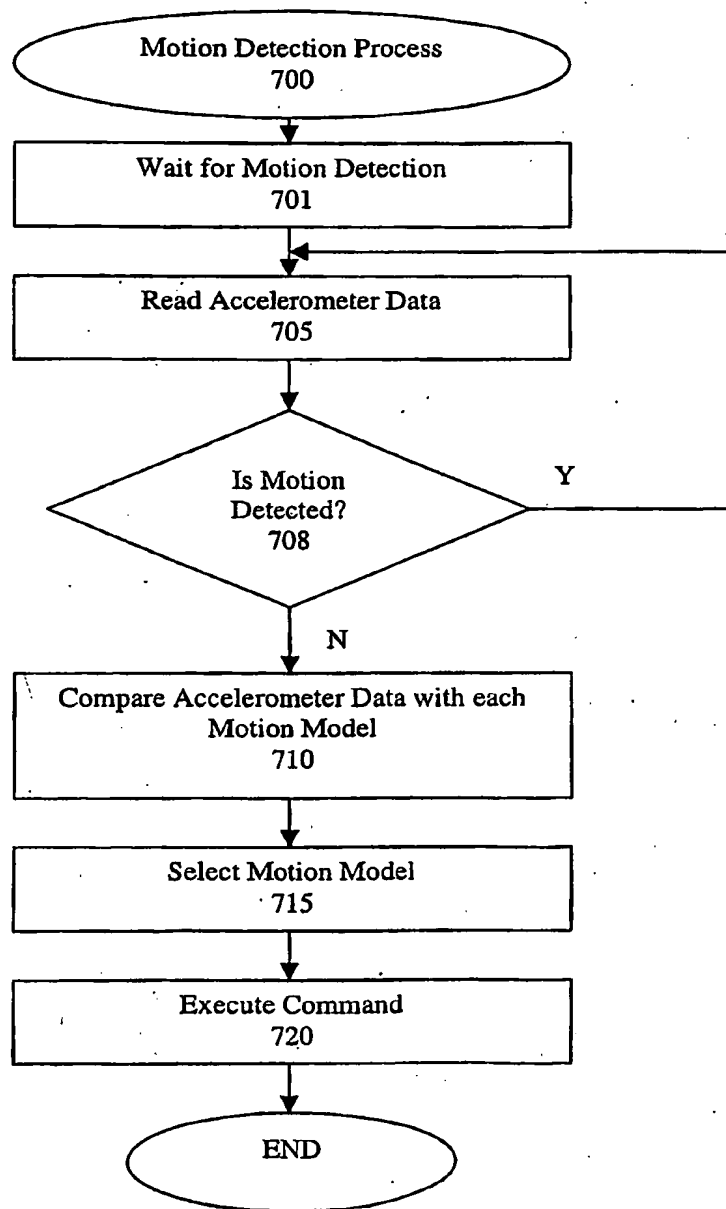 Motion Detection Process
700
Wait for Motion Detection
701
Read Accelerometer Data
705
Is Motion
Detected?
708
Y
N
Compare Accelerometer Data with each
Motion Model
710
Select Motion Model
715
Execute Command
720
END